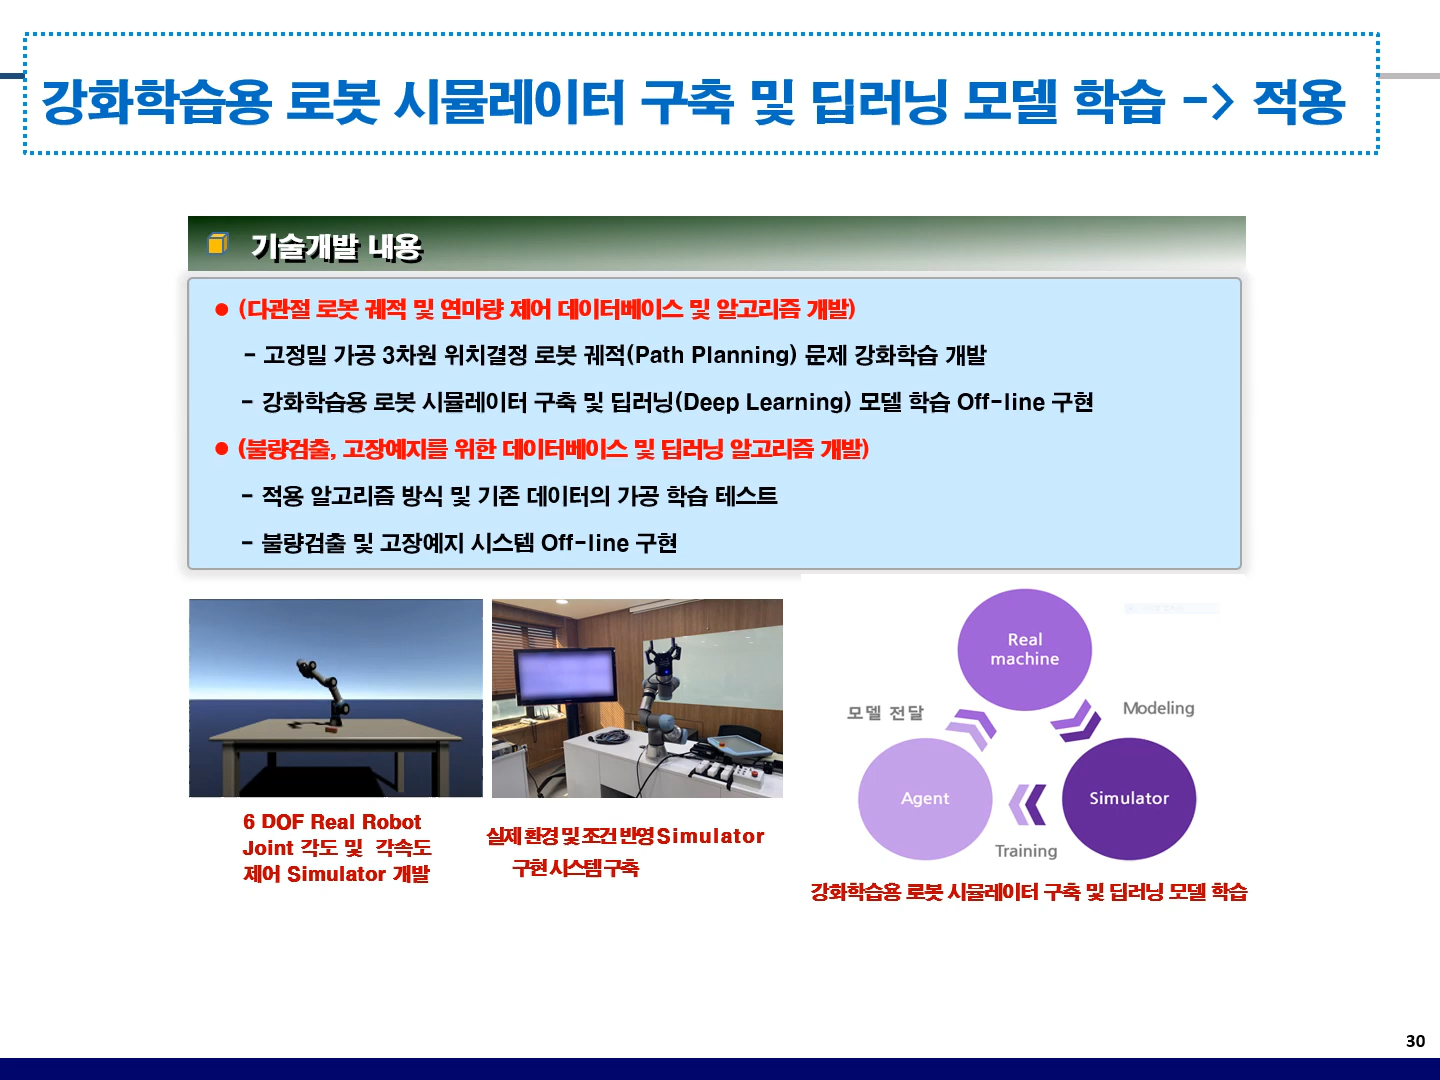 강화학습용 로봇 시뮬레이터 구축 및 딥러닝 모델 학습 -> 적용
기술개발 내용
● (다관절 로봇 궤적 및 연마량 제어 데이터베이스 및 알고리즘 개발)
- 고정밀 가공 3차원 위치결정 로봇 궤적(Path Planning) 문제 강화학습 개발
- 강화학습용 로봇 시뮬레이터 구축 및 딥러닝(Deep Learning) 모델 학습 Off-line 구현
● (불량검출, 고장예지를 위한 데이터베이스 및 딥러닝 알고리즘 개발)
- 적용 알고리즘 방식 및 기존 데이터의 가공 학습 테스트
- 불량검출 및 고장예지 시스템 Off-line 구현
6 DOF Real Robot
Joint 각도 및 각속도
제어 Simulator 개발
실제 환경 및 조건 반영 Simulator
구현 시스템 구축
Real
machine
모델 전달
Modeling
Agent
Simulator
Training
강화학습용 로봇 시뮬레이터 구축 및 딥러닝 모델 학습
30